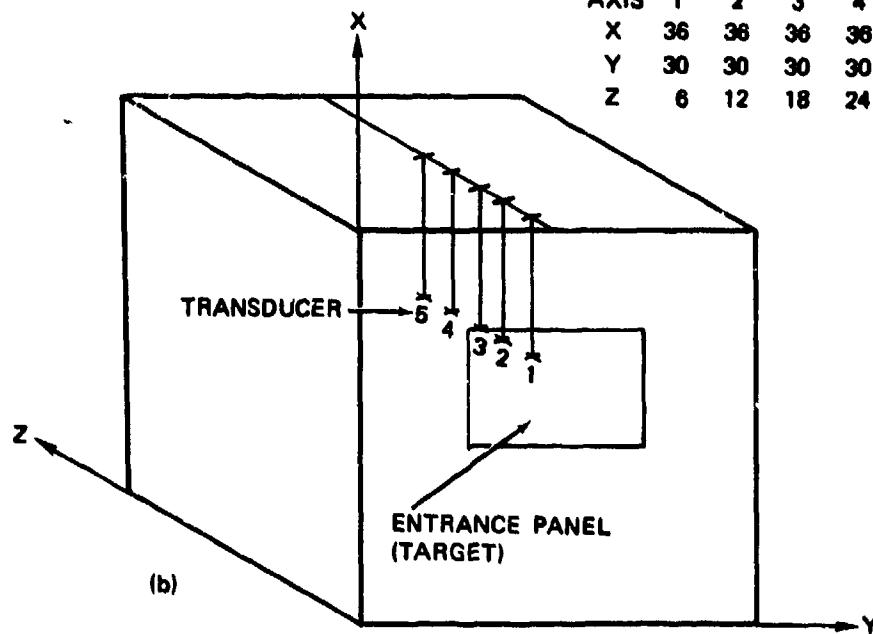 AXIS 1 2 3 4
X 36 36 36 36
Y 30 30 30 30
Z 6 12 18 24
X
TRANSDUCER
5
4
3
2
1
Z
ENTRANCE PANEL
(TARGET)
(b)
Y